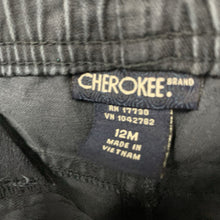 CHEROKEE. BRAND
RN 17730
VN 1042782
12M
MADE IN
VIETNAM